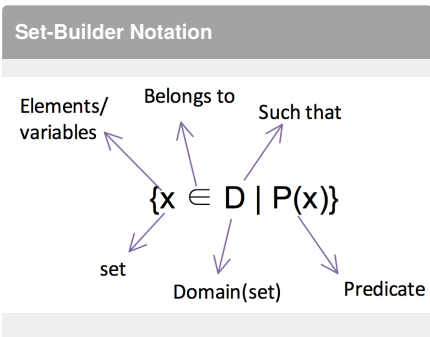 Set-Builder Notation
Elements/
variables
Belongs to
Such that
{x ∈ D | P(x)}
set
Domain(set)
Predicate